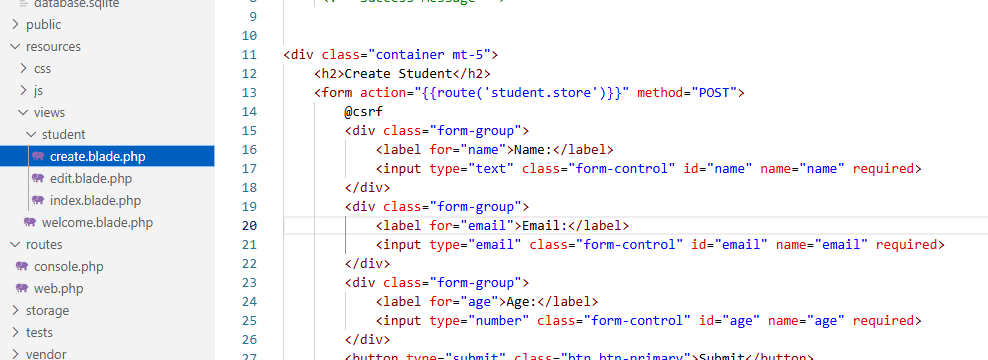 database.sqlite
public
resources
css
js
views
student
create.blade.php
edit.blade.php
index.blade.php
welcome.blade.php
routes
console.php
web.php
storage
tests
vendor
9
10
11 <div class="container mt-5">
12 <h2>Create Student</h2>
13 <form action="{{route('student.store')}}" method="POST">
14 @csrf
15 <div class="form-group">
16 <label for="name">Name:</label>
17 <input type="text" class="form-control" id="name" name="name" required>
18 </div>
19 <div class="form-group">
20 <label for="email">Email:</label>
21 <input type="email" class="form-control" id="email" name="email" required>
22 </div>
23 <div class="form-group">
24 <label for="age">Age:</label>
25 <input type="number" class="form-control" id="age" name="age" required>
26 </div>
27 <button type="submit" class="btn btn-primary">Submit</button>